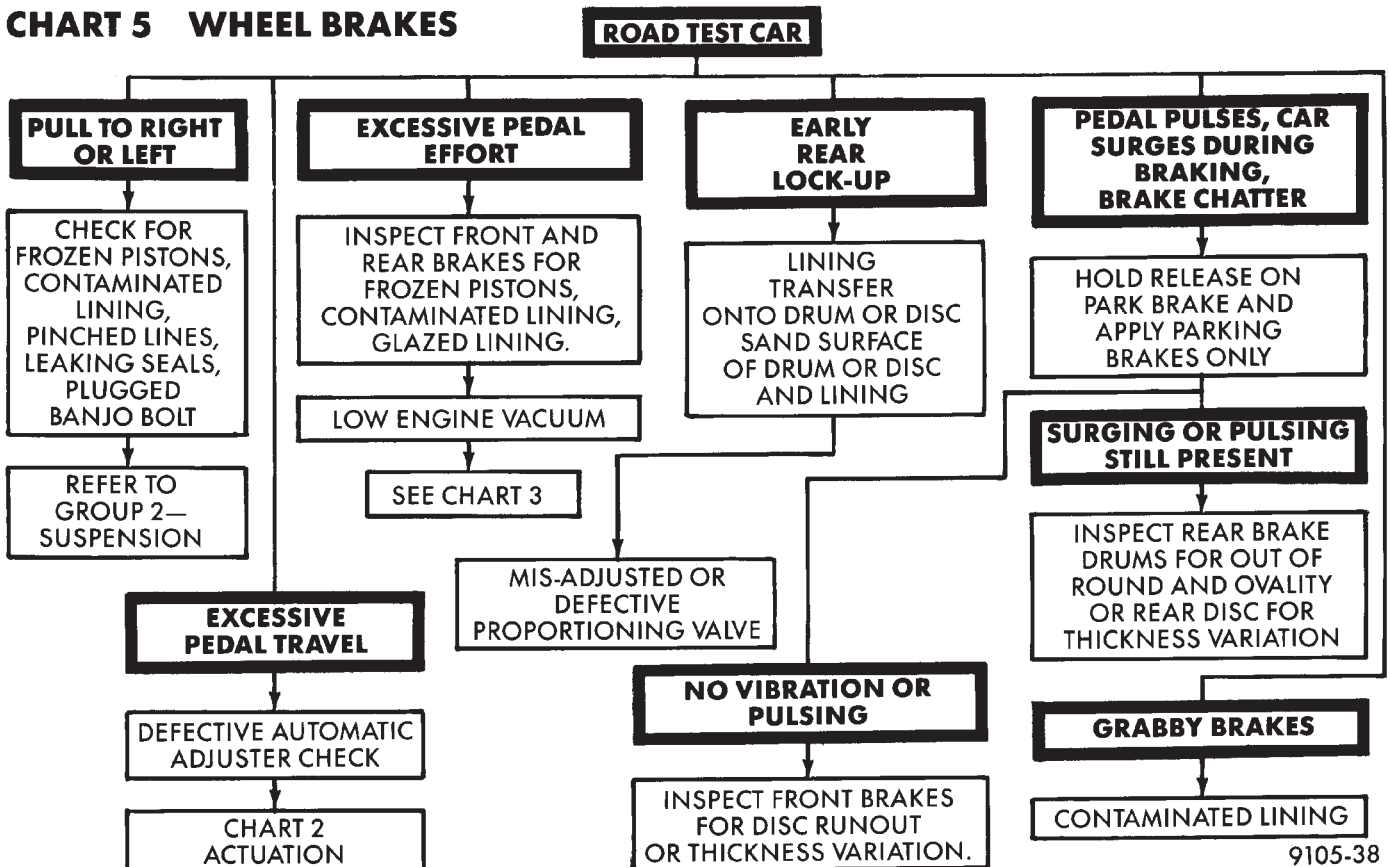 CHART 5 WHEEL BRAKES
ROAD TEST CAR
PULL TO RIGHT
OR LEFT
CHECK FOR
FROZEN PISTONS,
CONTAMINATED
LINING,
PINCHED LINES,
LEAKING SEALS,
PLUGGED
BANJO BOLT
REFER TO
GROUP 2—
SUSPENSION
EXCESSIVE
PEDAL TRAVEL
DEFECTIVE AUTOMATIC
ADJUSTER CHECK
CHART 2
ACTUATION
EXCESSIVE PEDAL
EFFORT
INSPECT FRONT AND
REAR BRAKES FOR
FROZEN PISTONS,
CONTAMINATED LINING,
GLAZED LINING.
LOW ENGINE VACUUM
SEE CHART 3
EARLY
REAR
LOCK-UP
LINING
TRANSFER
ONTO DRUM OR DISC
SAND SURFACE
OF DRUM OR DISC
AND LINING
MIS-ADJUSTED OR
DEFECTIVE
PROPORTIONING VALVE
PEDAL PULSES, CAR
SURGES DURING
BRAKING,
BRAKE CHATTER
HOLD RELEASE ON
PARK BRAKE AND
APPLY PARKING
BRAKES ONLY
SURGING OR PULSING
STILL PRESENT
INSPECT REAR BRAKE
DRUMS FOR OUT OF
ROUND AND OVALITY
OR REAR DISC FOR
THICKNESS VARIATION
NO VIBRATION OR
PULSING
INSPECT FRONT BRAKES
FOR DISC RUNOUT
OR THICKNESS VARIATION.
GRABBY BRAKES
CONTAMINATED LINING
9105-38